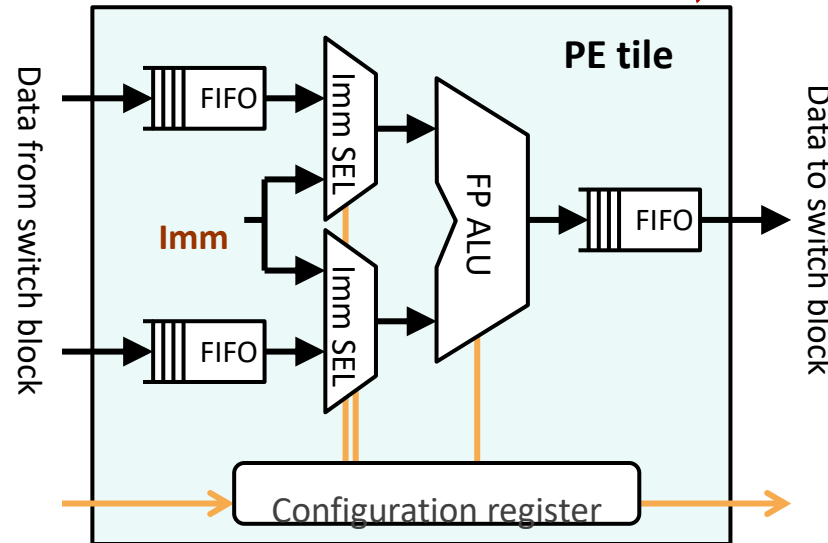 PE tile
Data from switch block
FIFO
Imm SEL
Imm
FP ALU
FIFO
Data to switch block
FIFO
Imm SEL
Configuration register